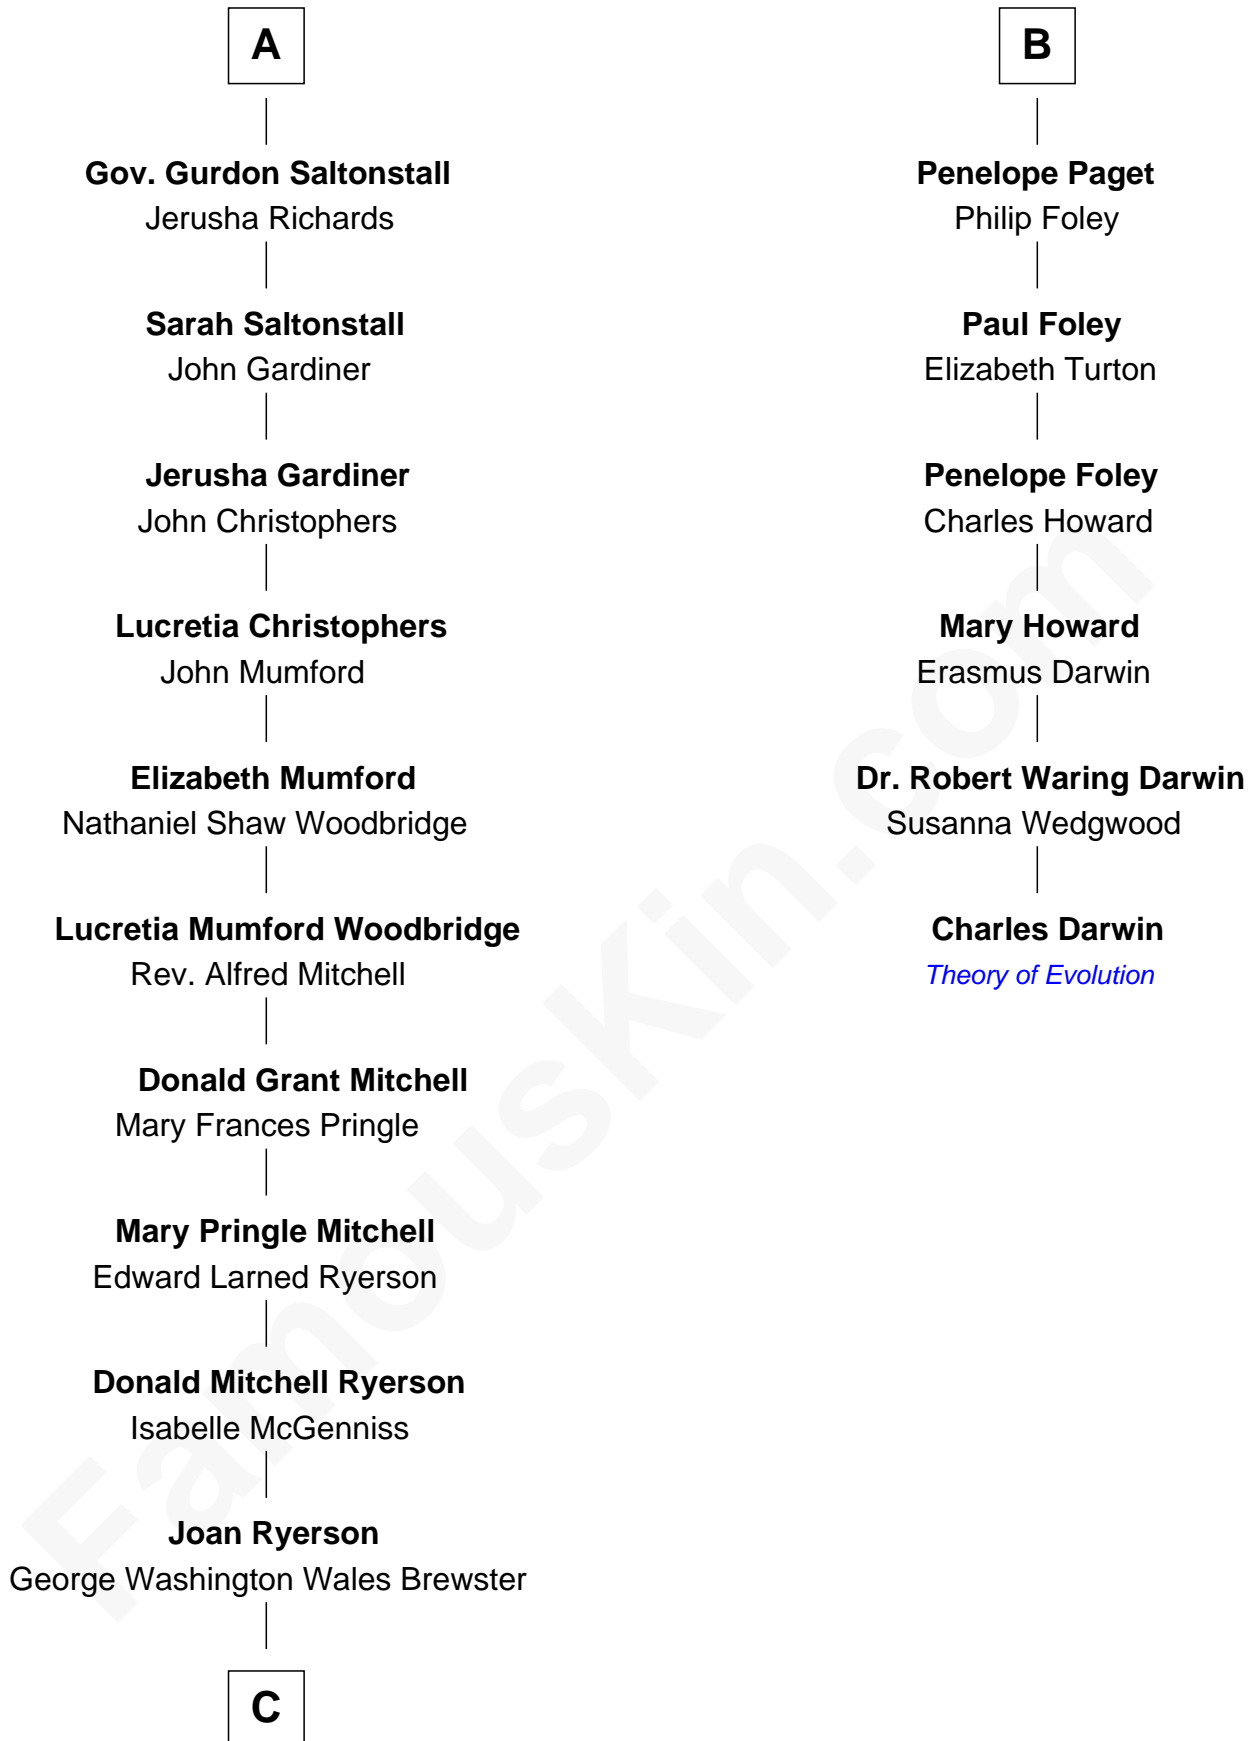 A
Gov. Gurdon Saltonstall
Jerusha Richards
Sarah Saltonstall
John Gardiner
Jerusha Gardiner
John Christophers
Lucretia Christophers
John Mumford
Elizabeth Mumford
Nathaniel Shaw Woodbridge
Lucretia Mumford Woodbridge
Rev. Alfred Mitchell
Donald Grant Mitchell
Mary Frances Pringle
Mary Pringle Mitchell
Edward Larned Ryerson
Donald Mitchell Ryerson
Isabelle McGenniss
Joan Ryerson
George Washington Wales Brewster
C
B
Penelope Paget
Philip Foley
Paul Foley
Elizabeth Turton
Penelope Foley
Charles Howard
Mary Howard
Erasmus Darwin
Dr. Robert Waring Darwin
Susanna Wedgwood
Charles Darwin
Theory of Evolution
FamousKin.com